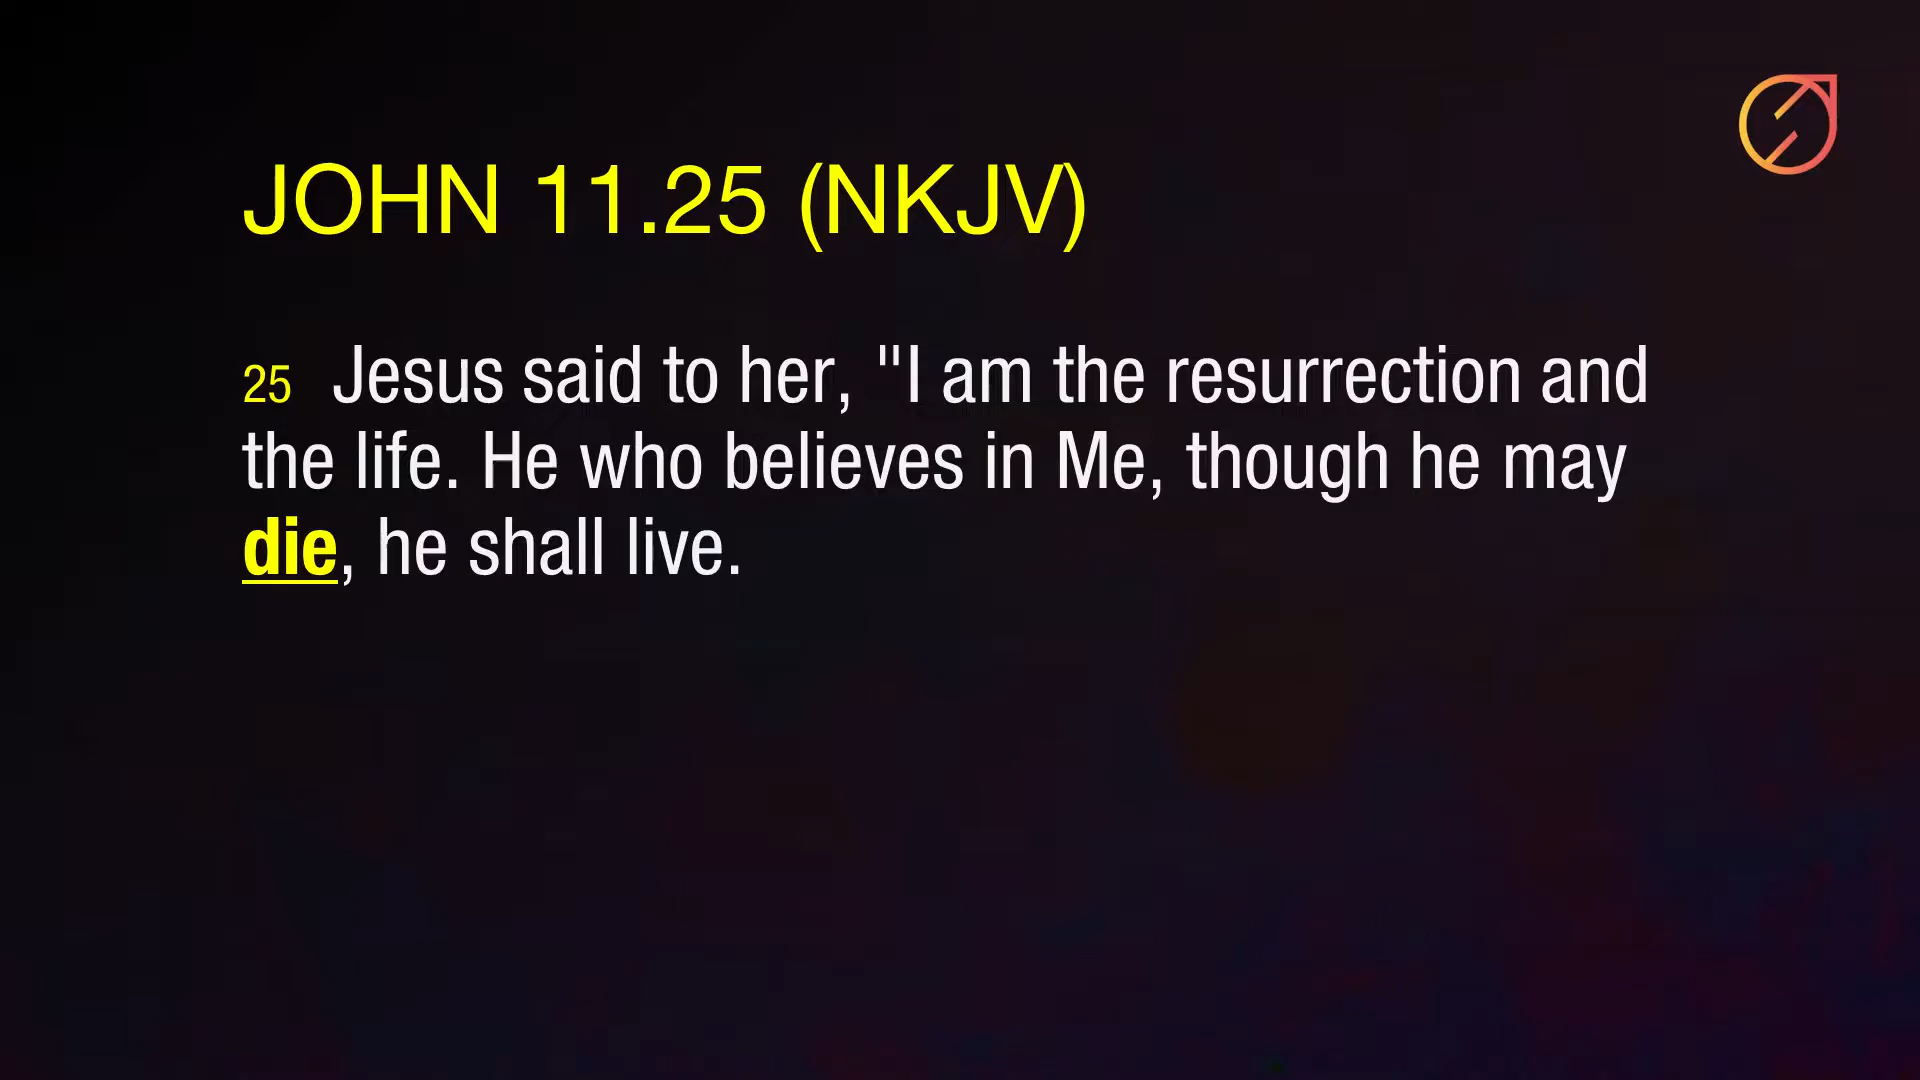 JOHN 11.25 (NKJV)
25 Jesus said to her, "I am the resurrection and
the life. He who believes in Me, though he may
die, he shall live.